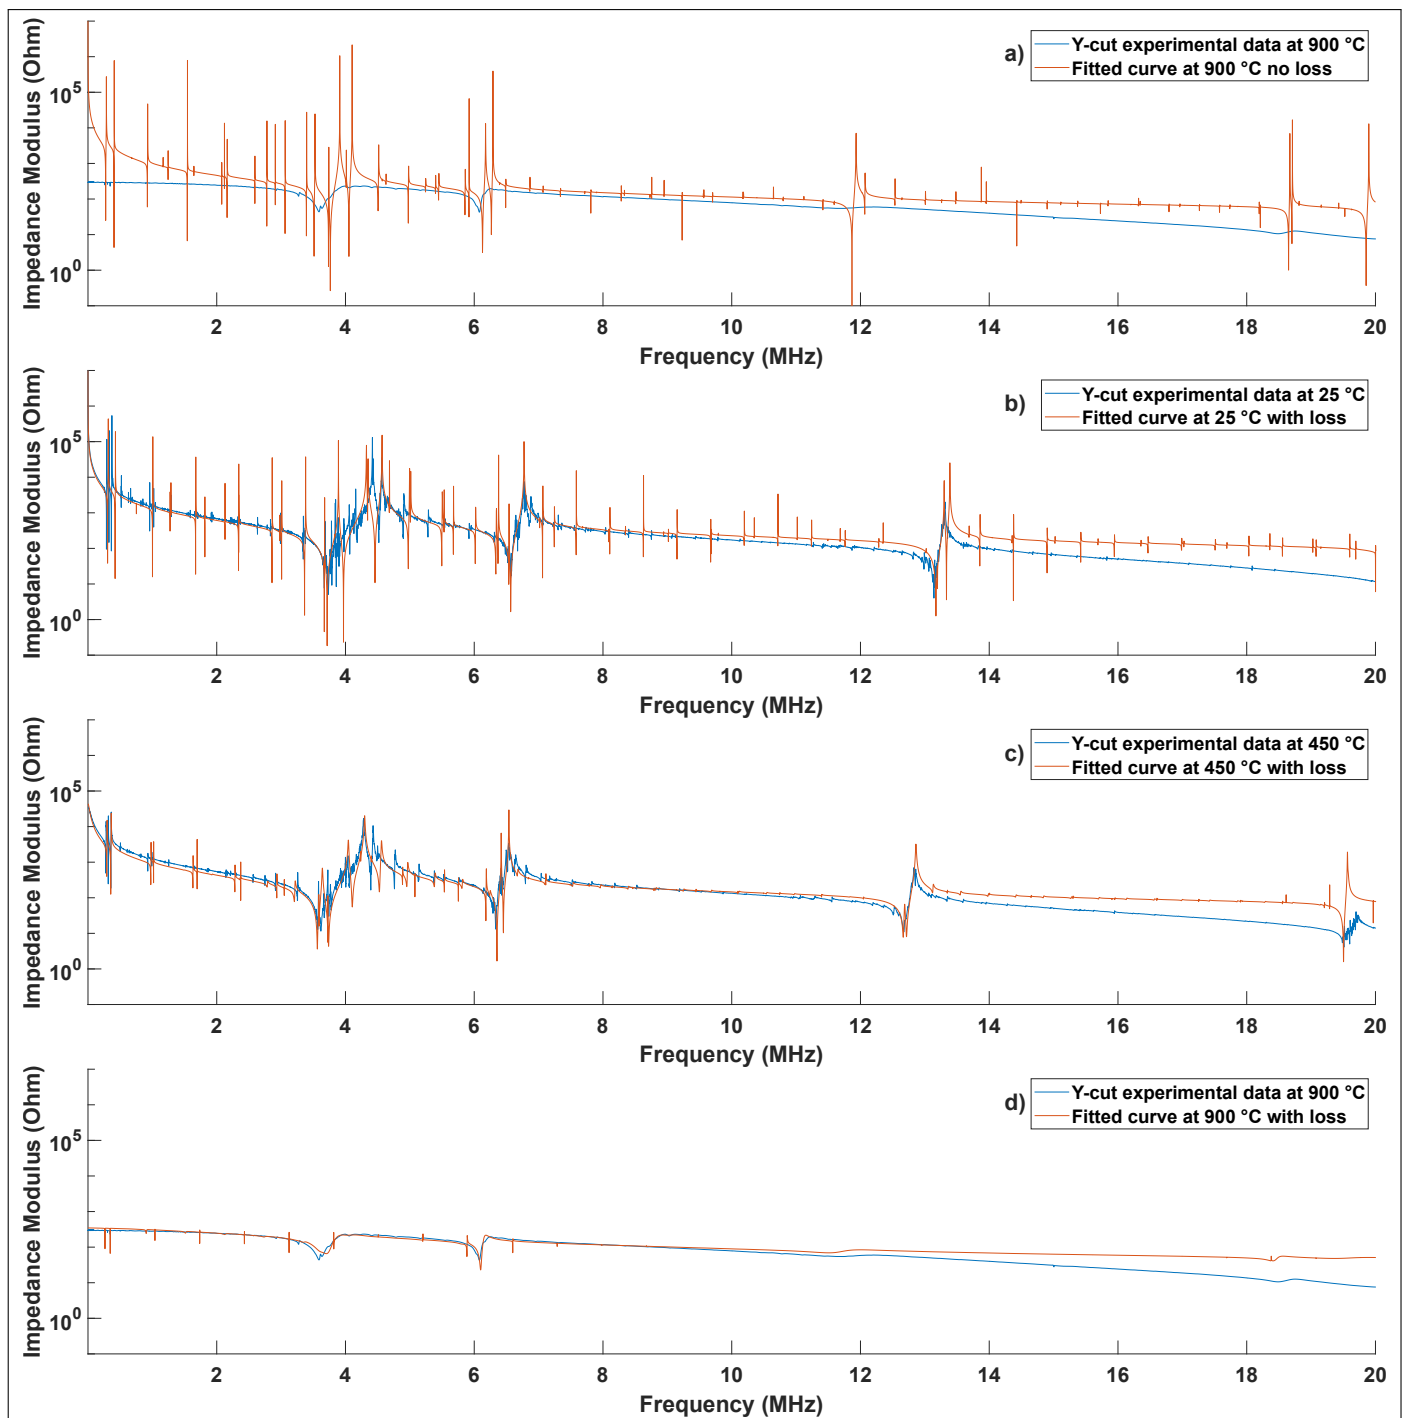 Impedance Modulus (Ohm)
a)
Y-cut experimental data at 900 °C
Fitted curve at 900 °C no loss
10^5
10^0
2 4 6 8 10 12 14 16 18 20
Frequency (MHz)
Impedance Modulus (Ohm)
b)
Y-cut experimental data at 25 °C
Fitted curve at 25 °C with loss
10^5
10^0
2 4 6 8 10 12 14 16 18 20
Frequency (MHz)
Impedance Modulus (Ohm)
c)
Y-cut experimental data at 450 °C
Fitted curve at 450 °C with loss
10^5
10^0
2 4 6 8 10 12 14 16 18 20
Frequency (MHz)
Impedance Modulus (Ohm)
d)
Y-cut experimental data at 900 °C
Fitted curve at 900 °C with loss
10^5
10^0
2 4 6 8 10 12 14 16 18 20
Frequency (MHz)